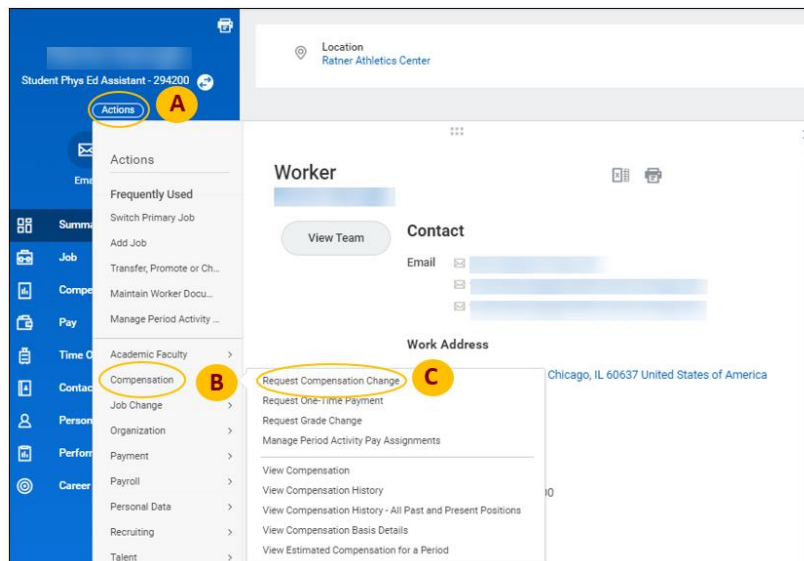 Location
Ratner Athletics Center
Student Phys Ed Assistant - 294200
Actions
A
Ema
Summa
Job
Compe
Pay
Time O
Contac
Person
Perforn
Career
Actions
Frequently Used
Switch Primary Job
Add Job
Transfer, Promote or Ch...
Maintain Worker Docu...
Manage Period Activity ...
Academic Faculty
Compensation
B
Job Change
Organization
Payment
Payroll
Personal Data
Recruiting
Talent
Worker
View Team
Contact
Email
Work Address
Chicago, IL 60637 United States of America
Request Compensation Change
C
Request One-Time Payment
Request Grade Change
Manage Period Activity Pay Assignments
View Compensation
View Compensation History
View Compensation History - All Past and Present Positions
View Compensation Basis Details
View Estimated Compensation for a Period